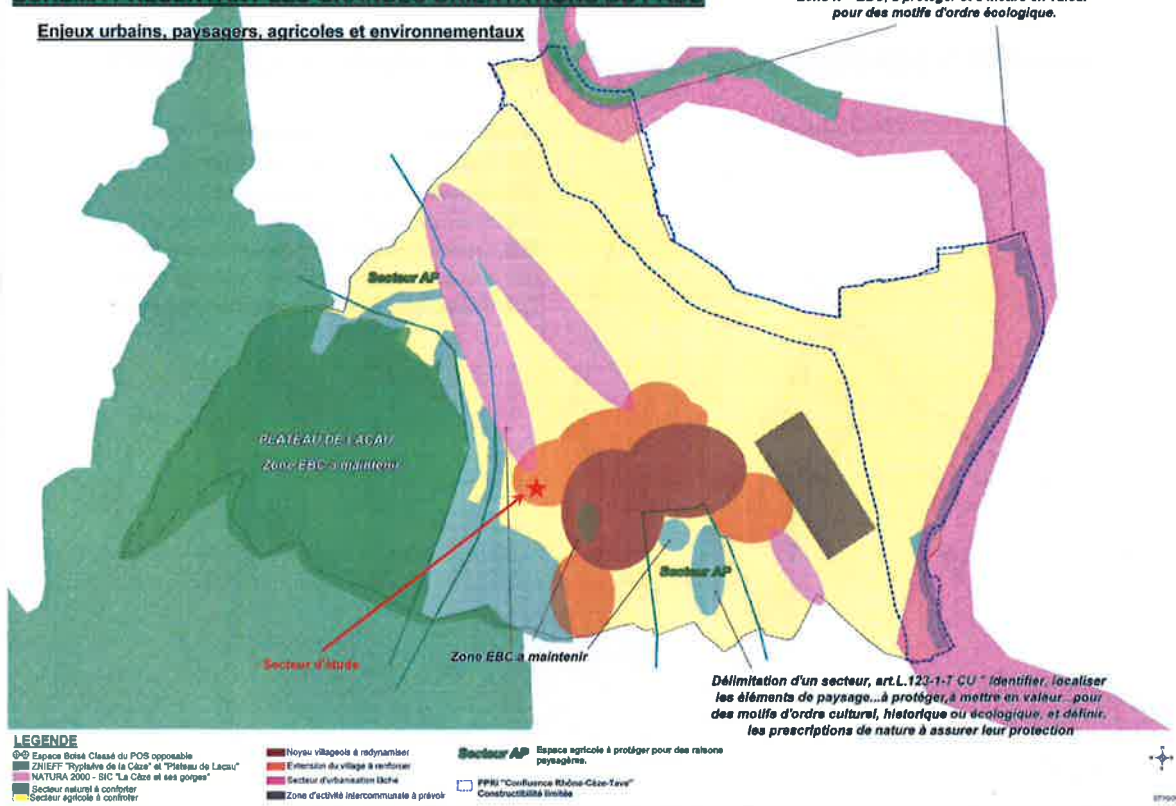 Enjeux urbains, paysagers, agricoles et environnementaux
pour des motifs d'ordre écologique.
Secteur AP
PLATEAU DE LACAU
Zone EBC a maintenir
Secteur AP
Secteur d'étude
Zone EBC a maintenir
Délimitation d'un secteur, art.L.123-1-7 CU " Identifier, localiser
les éléments de paysage...à protéger,à mettre en valeur pour
des motifs d'ordre culturel, historique ou écologique, et définir,
les prescriptions de nature à assurer leur protection
LEGENDE
Espace Boisé Classé du POS opposable
ZNIEFF "Ryplsive de la Cèze" et "Plateau de Lacau"
NATURA 2000 - SIC "La Cèze et ses gorges"
Secteur naturel à conforter
Secteur agricole à conforter
Noyau villageois à redynamiser
Extension du village à renforcer
Secteur d'urbanisation lâche
Zone d'activité intercommunale à prévoir
Secteur AP Espace agricole à protéger pour des raisons
paysagères.
PPRi "Confluence Rhône-Cèze-Tave"
Constructibilité limitée